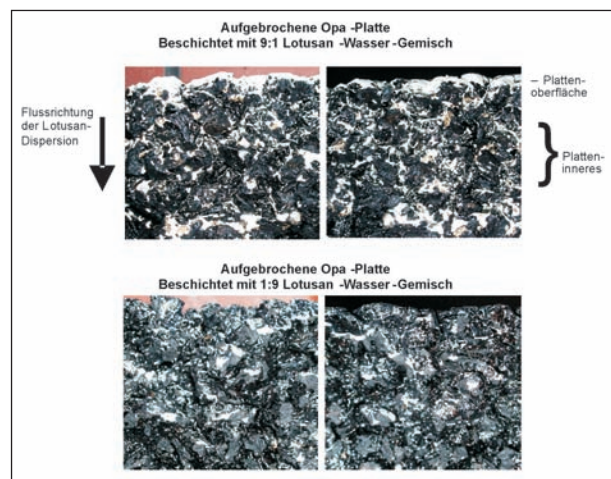 Aufgebrochene Opa -Platte
Beschichtet mit 9:1 Lotusan -Wasser-Gemisch
Flussrichtung
der Lotusan-
Dispersion
– Platten-
oberfläche
Platten-
inneres
Aufgebrochene Opa -Platte
Beschichtet mit 1:9 Lotusan -Wasser-Gemisch